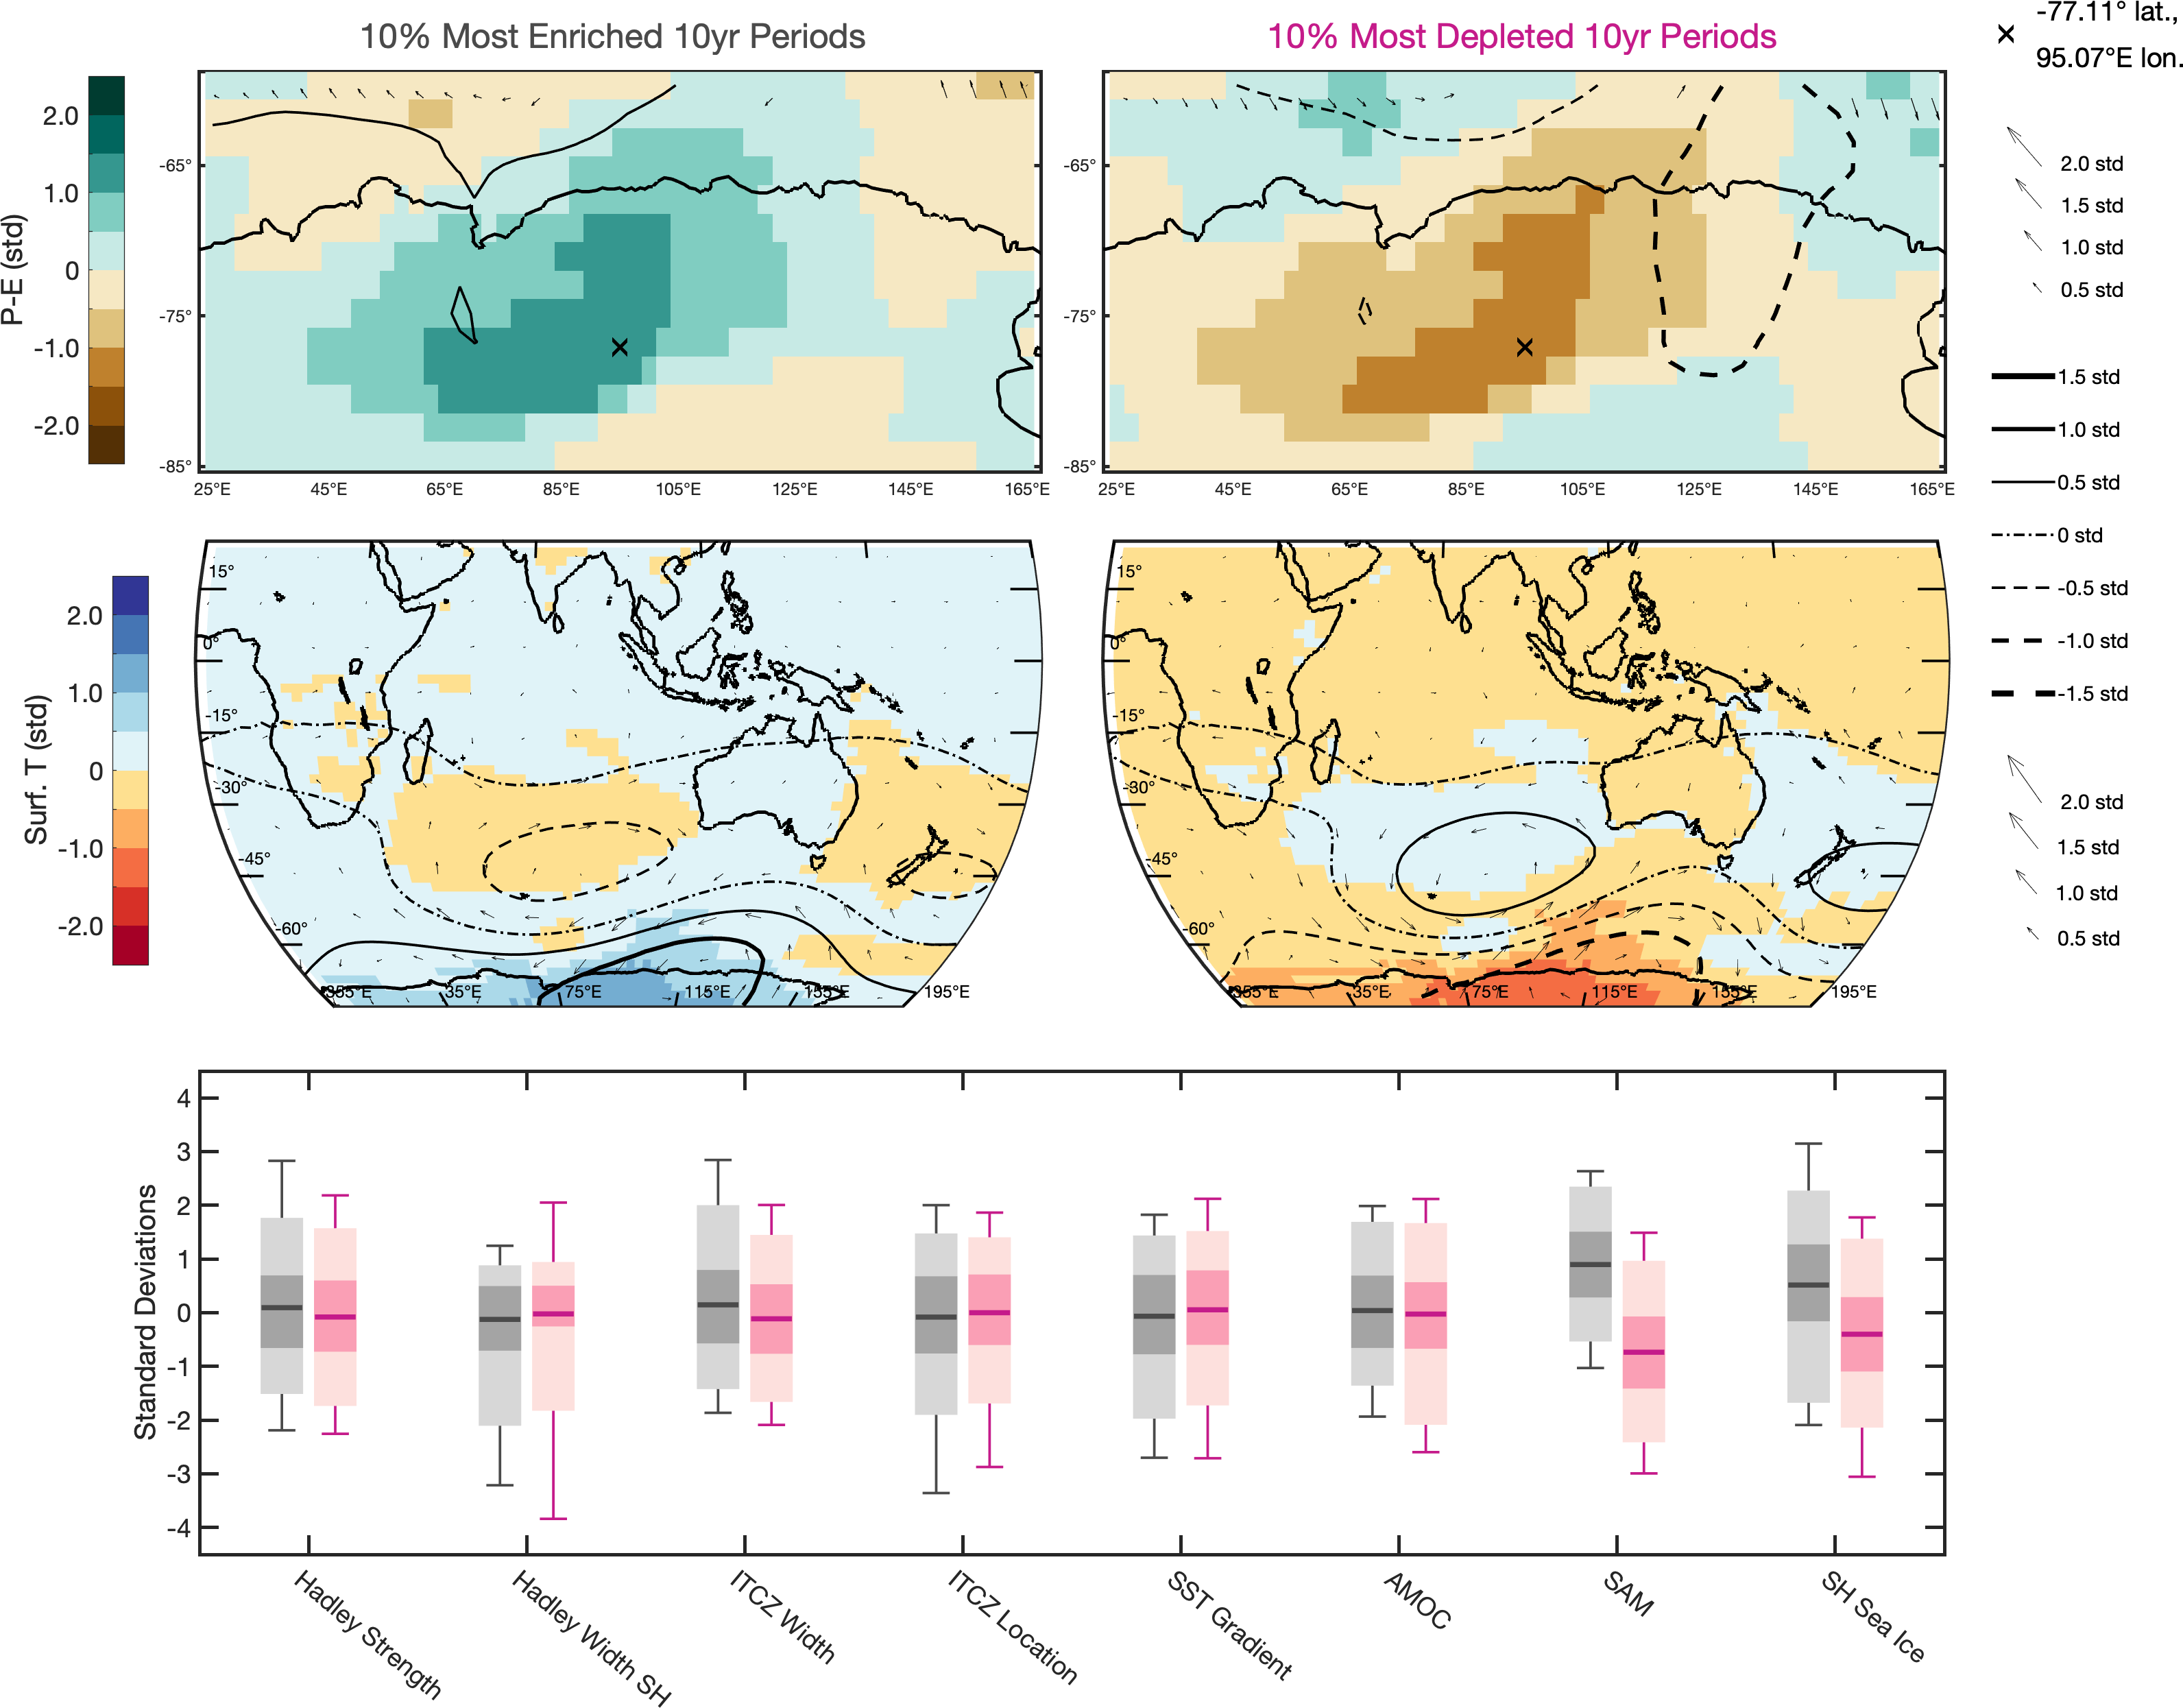 10% Most Enriched 10yr Periods
10% Most Depleted 10yr Periods
-77.11° lat.,
95.07°E lon.
P-E (std)
2.0
1.0
0
-1.0
-2.0
-65°
-75°
-85°
25°E 45°E 65°E 85°E 105°E 125°E 145°E 165°E
-65°
-75°
-85°
25°E 45°E 65°E 85°E 105°E 125°E 145°E 165°E
2.0 std
1.5 std
1.0 std
0.5 std
1.5 std
1.0 std
0.5 std
0 std
-0.5 std
-1.0 std
-1.5 std
2.0 std
1.5 std
1.0 std
0.5 std
Surf. T (std)
2.0
1.0
0
-1.0
-2.0
15°
0°
-15°
-30°
-45°
-60°
355°E 35°E 75°E 115°E 155°E 195°E
15°
0°
-15°
-30°
-45°
-60°
355°E 35°E 75°E 115°E 155°E 195°E
Standard Deviations
4
3
2
1
0
-1
-2
-3
-4
Hadley Strength
Hadley Width SH
ITCZ Width
ITCZ Location
SST Gradient
AMOC
SAM
SH Sea Ice